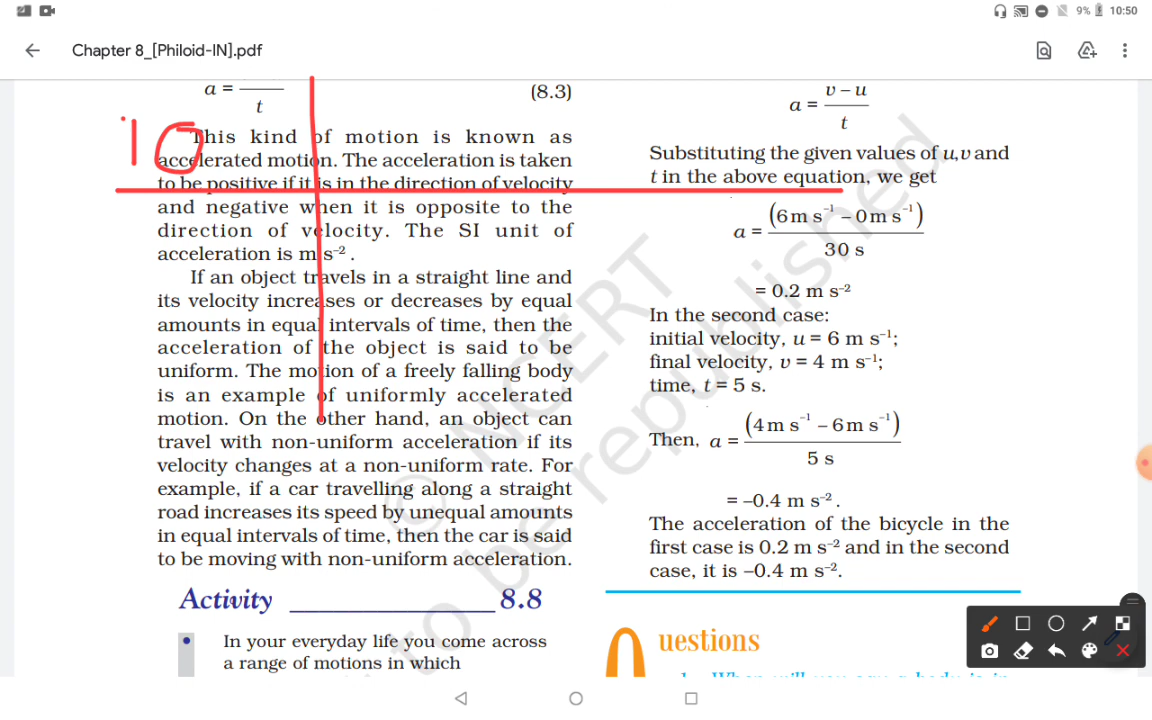 9% 10:50
Chapter 8_[Philoid-IN].pdf
a = 
t
(8.3)
10
This kind of motion is known as
accelerated motion. The acceleration is taken
to be positive if it is in the direction of velocity
and negative when it is opposite to the
direction of velocity. The SI unit of
acceleration is m s⁻².
If an object travels in a straight line and
its velocity increases or decreases by equal
amounts in equal intervals of time, then the
acceleration of the object is said to be
uniform. The motion of a freely falling body
is an example of uniformly accelerated
motion. On the other hand, an object can
travel with non-uniform acceleration if its
velocity changes at a non-uniform rate. For
example, if a car travelling along a straight
road increases its speed by unequal amounts
in equal intervals of time, then the car is said
to be moving with non-uniform acceleration.
Activity 8.8
• In your everyday life you come across
a range of motions in which
v – u
a =
t
Substituting the given values of u,v and
t in the above equation, we get
(6 m s⁻¹ – 0 m s⁻¹)
a =
30 s
= 0.2 m s⁻²
In the second case:
initial velocity, u = 6 m s⁻¹;
final velocity, v = 4 m s⁻¹;
time, t = 5 s.
(4 m s⁻¹ – 6 m s⁻¹)
Then, a =
5 s
= –0.4 m s⁻².
The acceleration of the bicycle in the
first case is 0.2 m s⁻² and in the second
case, it is –0.4 m s⁻².
Questions
© NCERT
to be republished